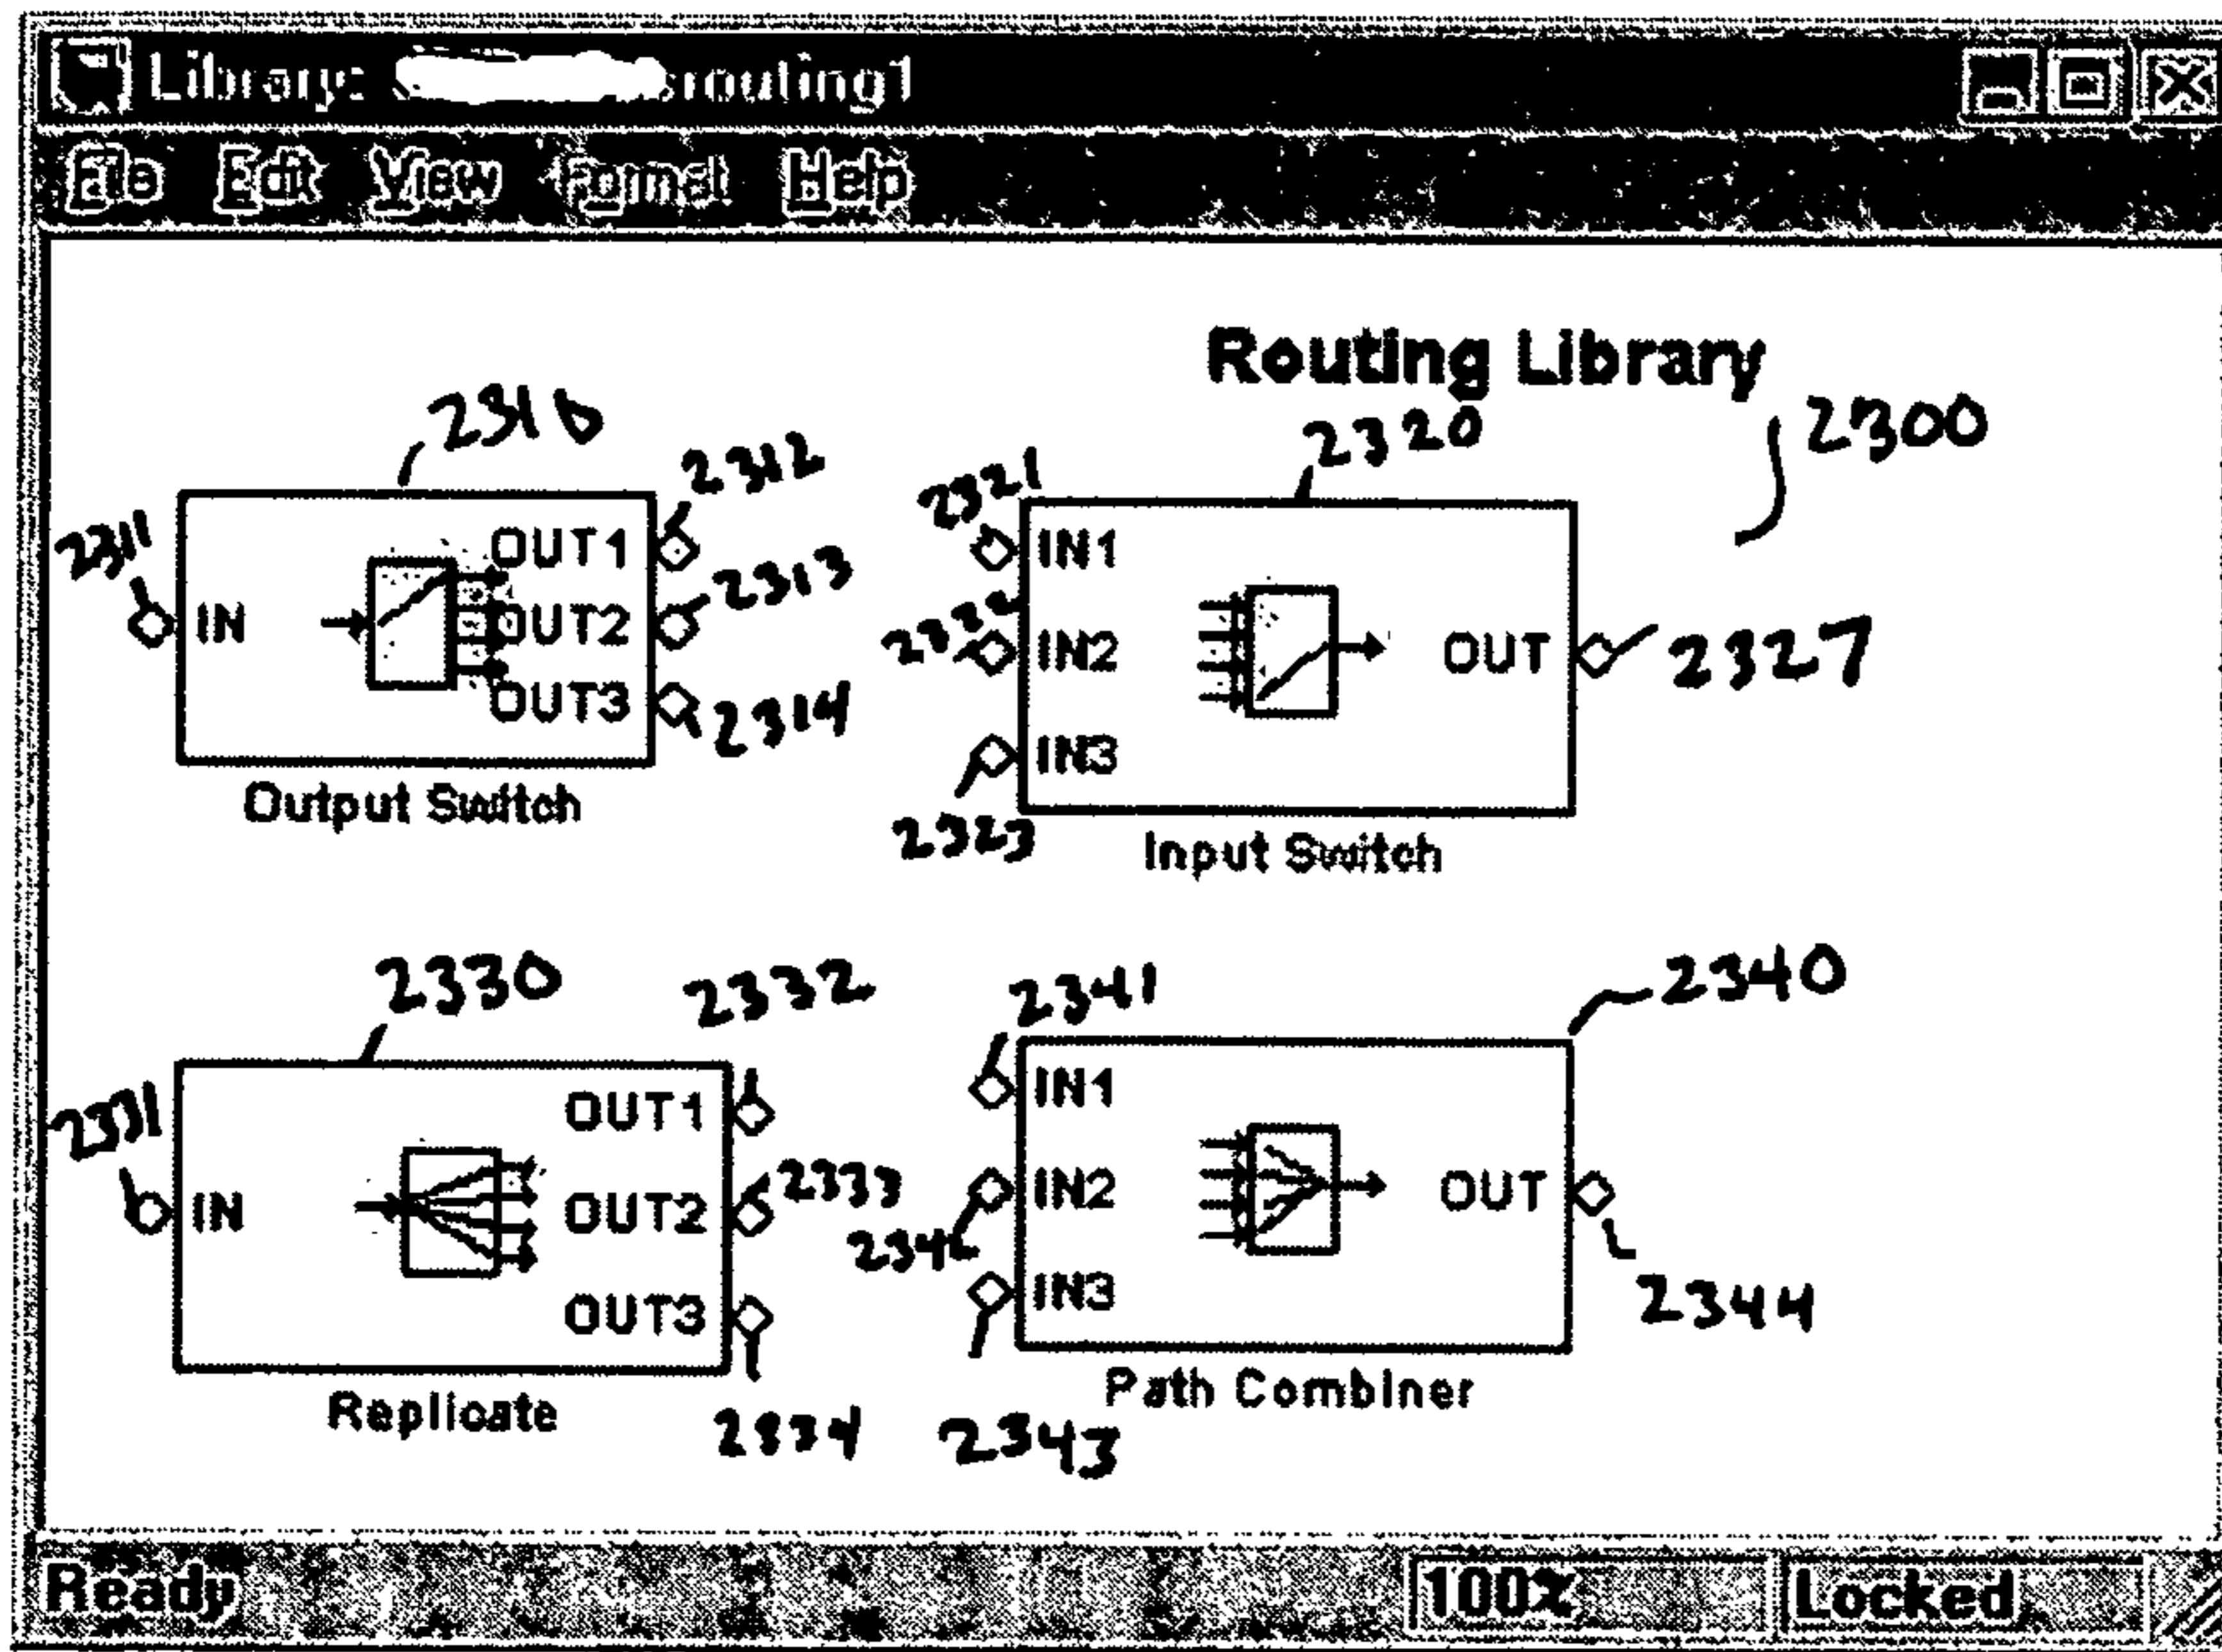 Library: routing1
File Edit View Format Help
Routing Library
2300
2310
2311
2312
2313
2314
IN
OUT1
OUT2
OUT3
Output Switch
2320
2321
2322
2323
2327
IN1
IN2
IN3
OUT
Input Switch
2330
2331
2332
2333
2334
IN
OUT1
OUT2
OUT3
Replicate
2340
2341
2342
2343
2344
IN1
IN2
IN3
OUT
Path Combiner
Ready 100% Locked